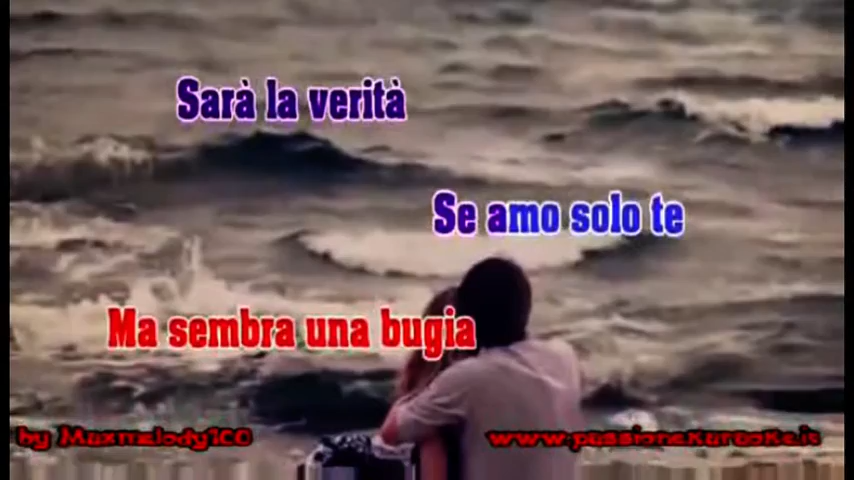 Sarà la verità
Se amo solo te
Ma sembra una bugia
by Maxmelody100
www.passionekaraoke.it